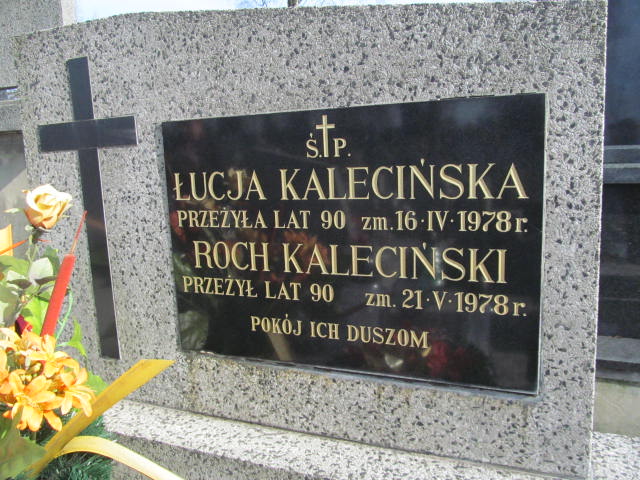 Ś.†P.
ŁUCJA KALECIŃSKA
PRZEŻYŁA LAT 90 zm. 16·IV·1978 r.
ROCH KALECIŃSKI
PRZEŻYŁ LAT 90 zm. 21·V·1978 r.
POKÓJ ICH DUSZOM